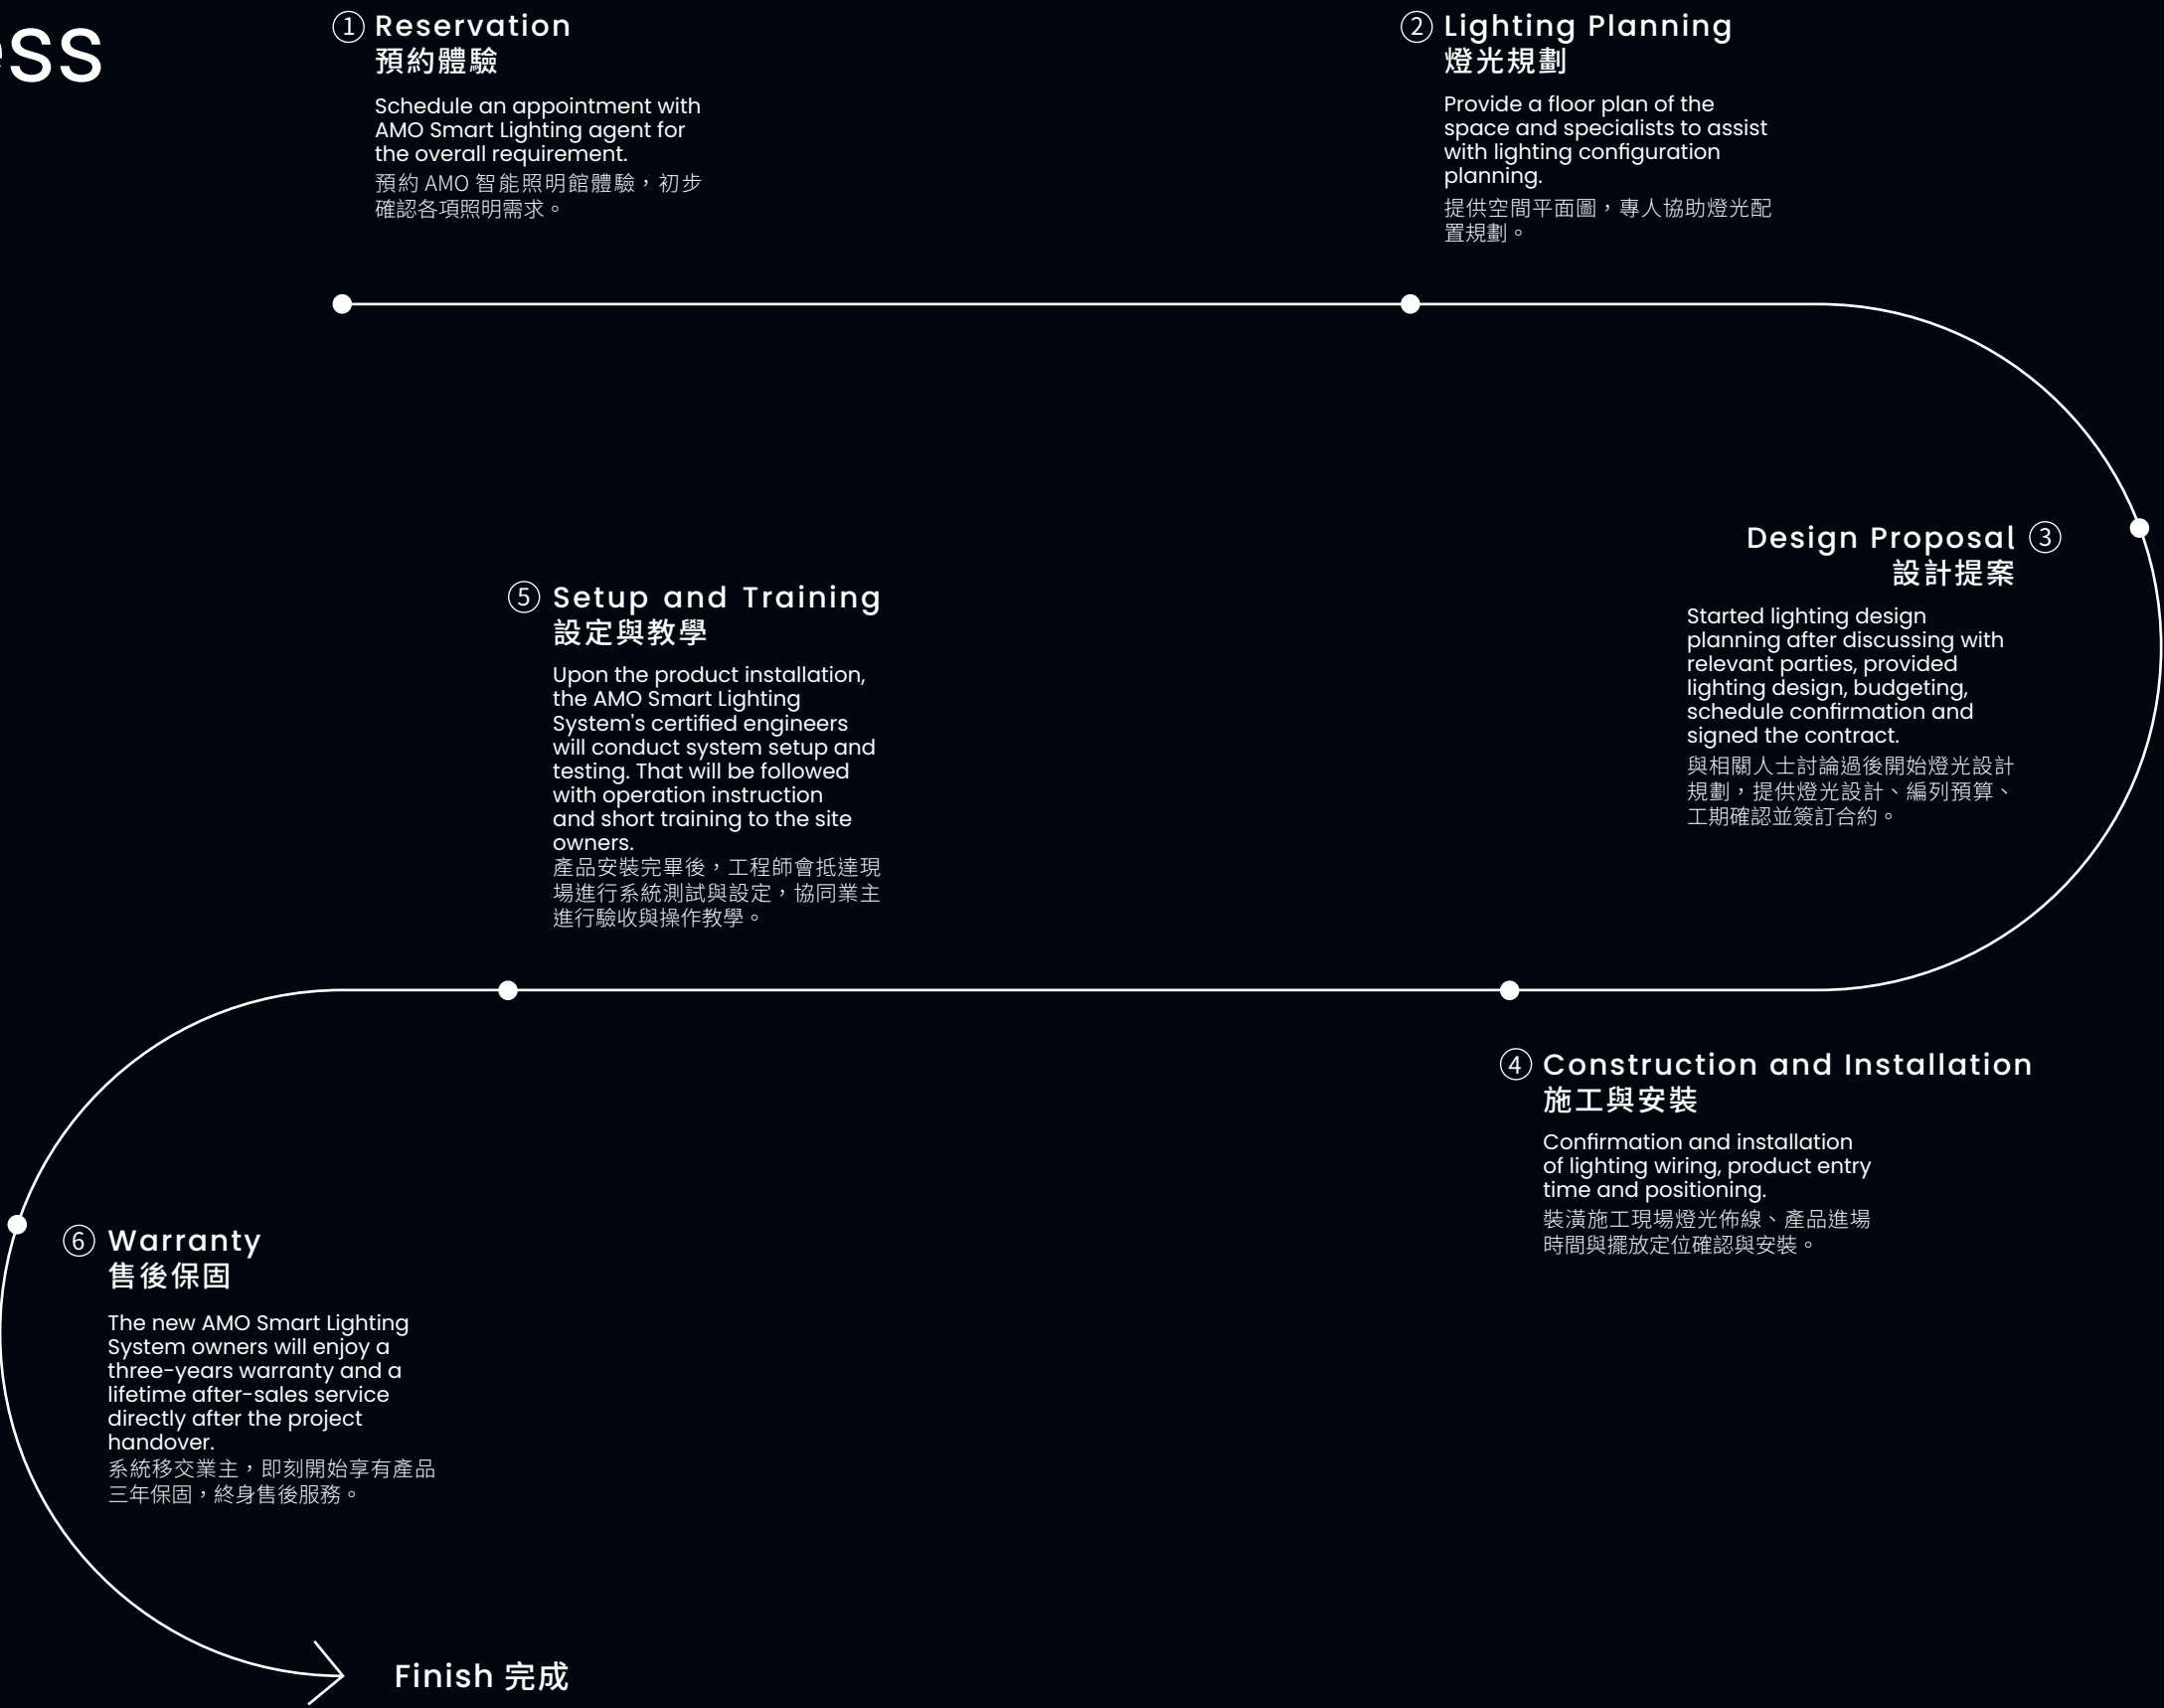 ess
① Reservation
預約體驗
Schedule an appointment with
AMO Smart Lighting agent for
the overall requirement.
預約 AMO 智能照明館體驗，初步
確認各項照明需求。
② Lighting Planning
燈光規劃
Provide a floor plan of the
space and specialists to assist
with lighting configuration
planning.
提供空間平面圖，專人協助燈光配
置規劃。
Design Proposal ③
設計提案
Started lighting design
planning after discussing with
relevant parties, provided
lighting design, budgeting,
schedule confirmation and
signed the contract.
與相關人士討論過後開始燈光設計
規劃，提供燈光設計、編列預算、
工期確認並簽訂合約。
④ Construction and Installation
施工與安裝
Confirmation and installation
of lighting wiring, product entry
time and positioning.
裝潢施工現場燈光佈線、產品進場
時間與擺放定位確認與安裝。
⑤ Setup and Training
設定與教學
Upon the product installation,
the AMO Smart Lighting
System's certified engineers
will conduct system setup and
testing. That will be followed
with operation instruction
and short training to the site
owners.
產品安裝完畢後，工程師會抵達現
場進行系統測試與設定，協同業主
進行驗收與操作教學。
⑥ Warranty
售後保固
The new AMO Smart Lighting
System owners will enjoy a
three-years warranty and a
lifetime after-sales service
directly after the project
handover.
系統移交業主，即刻開始享有產品
三年保固，終身售後服務。
Finish 完成